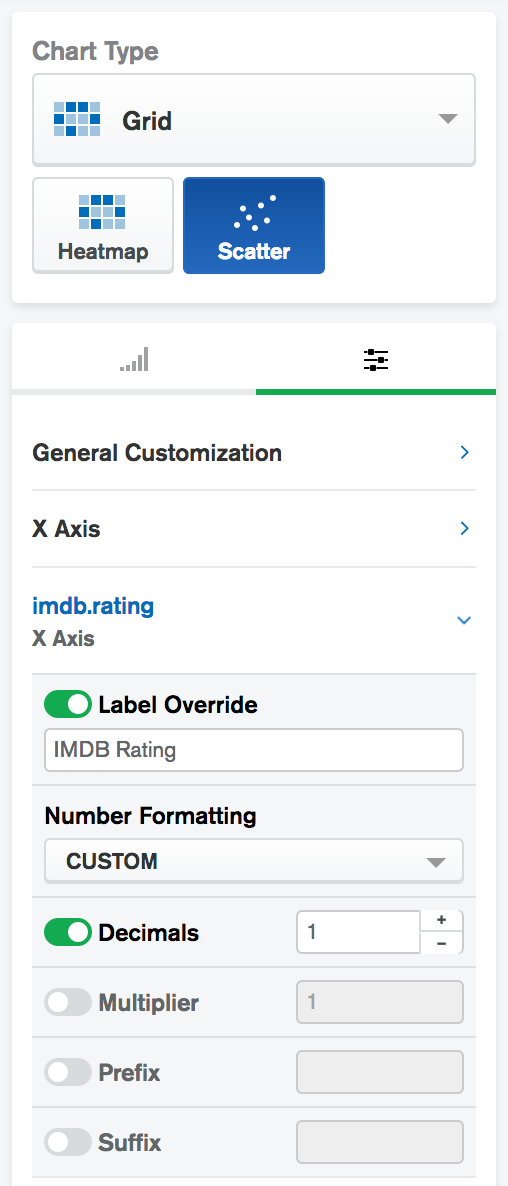 Chart Type
Grid
Heatmap
Scatter
General Customization
X Axis
imdb.rating
X Axis
Label Override
IMDB Rating
Number Formatting
CUSTOM
Decimals
1
+
-
Multiplier
1
Prefix
Suffix